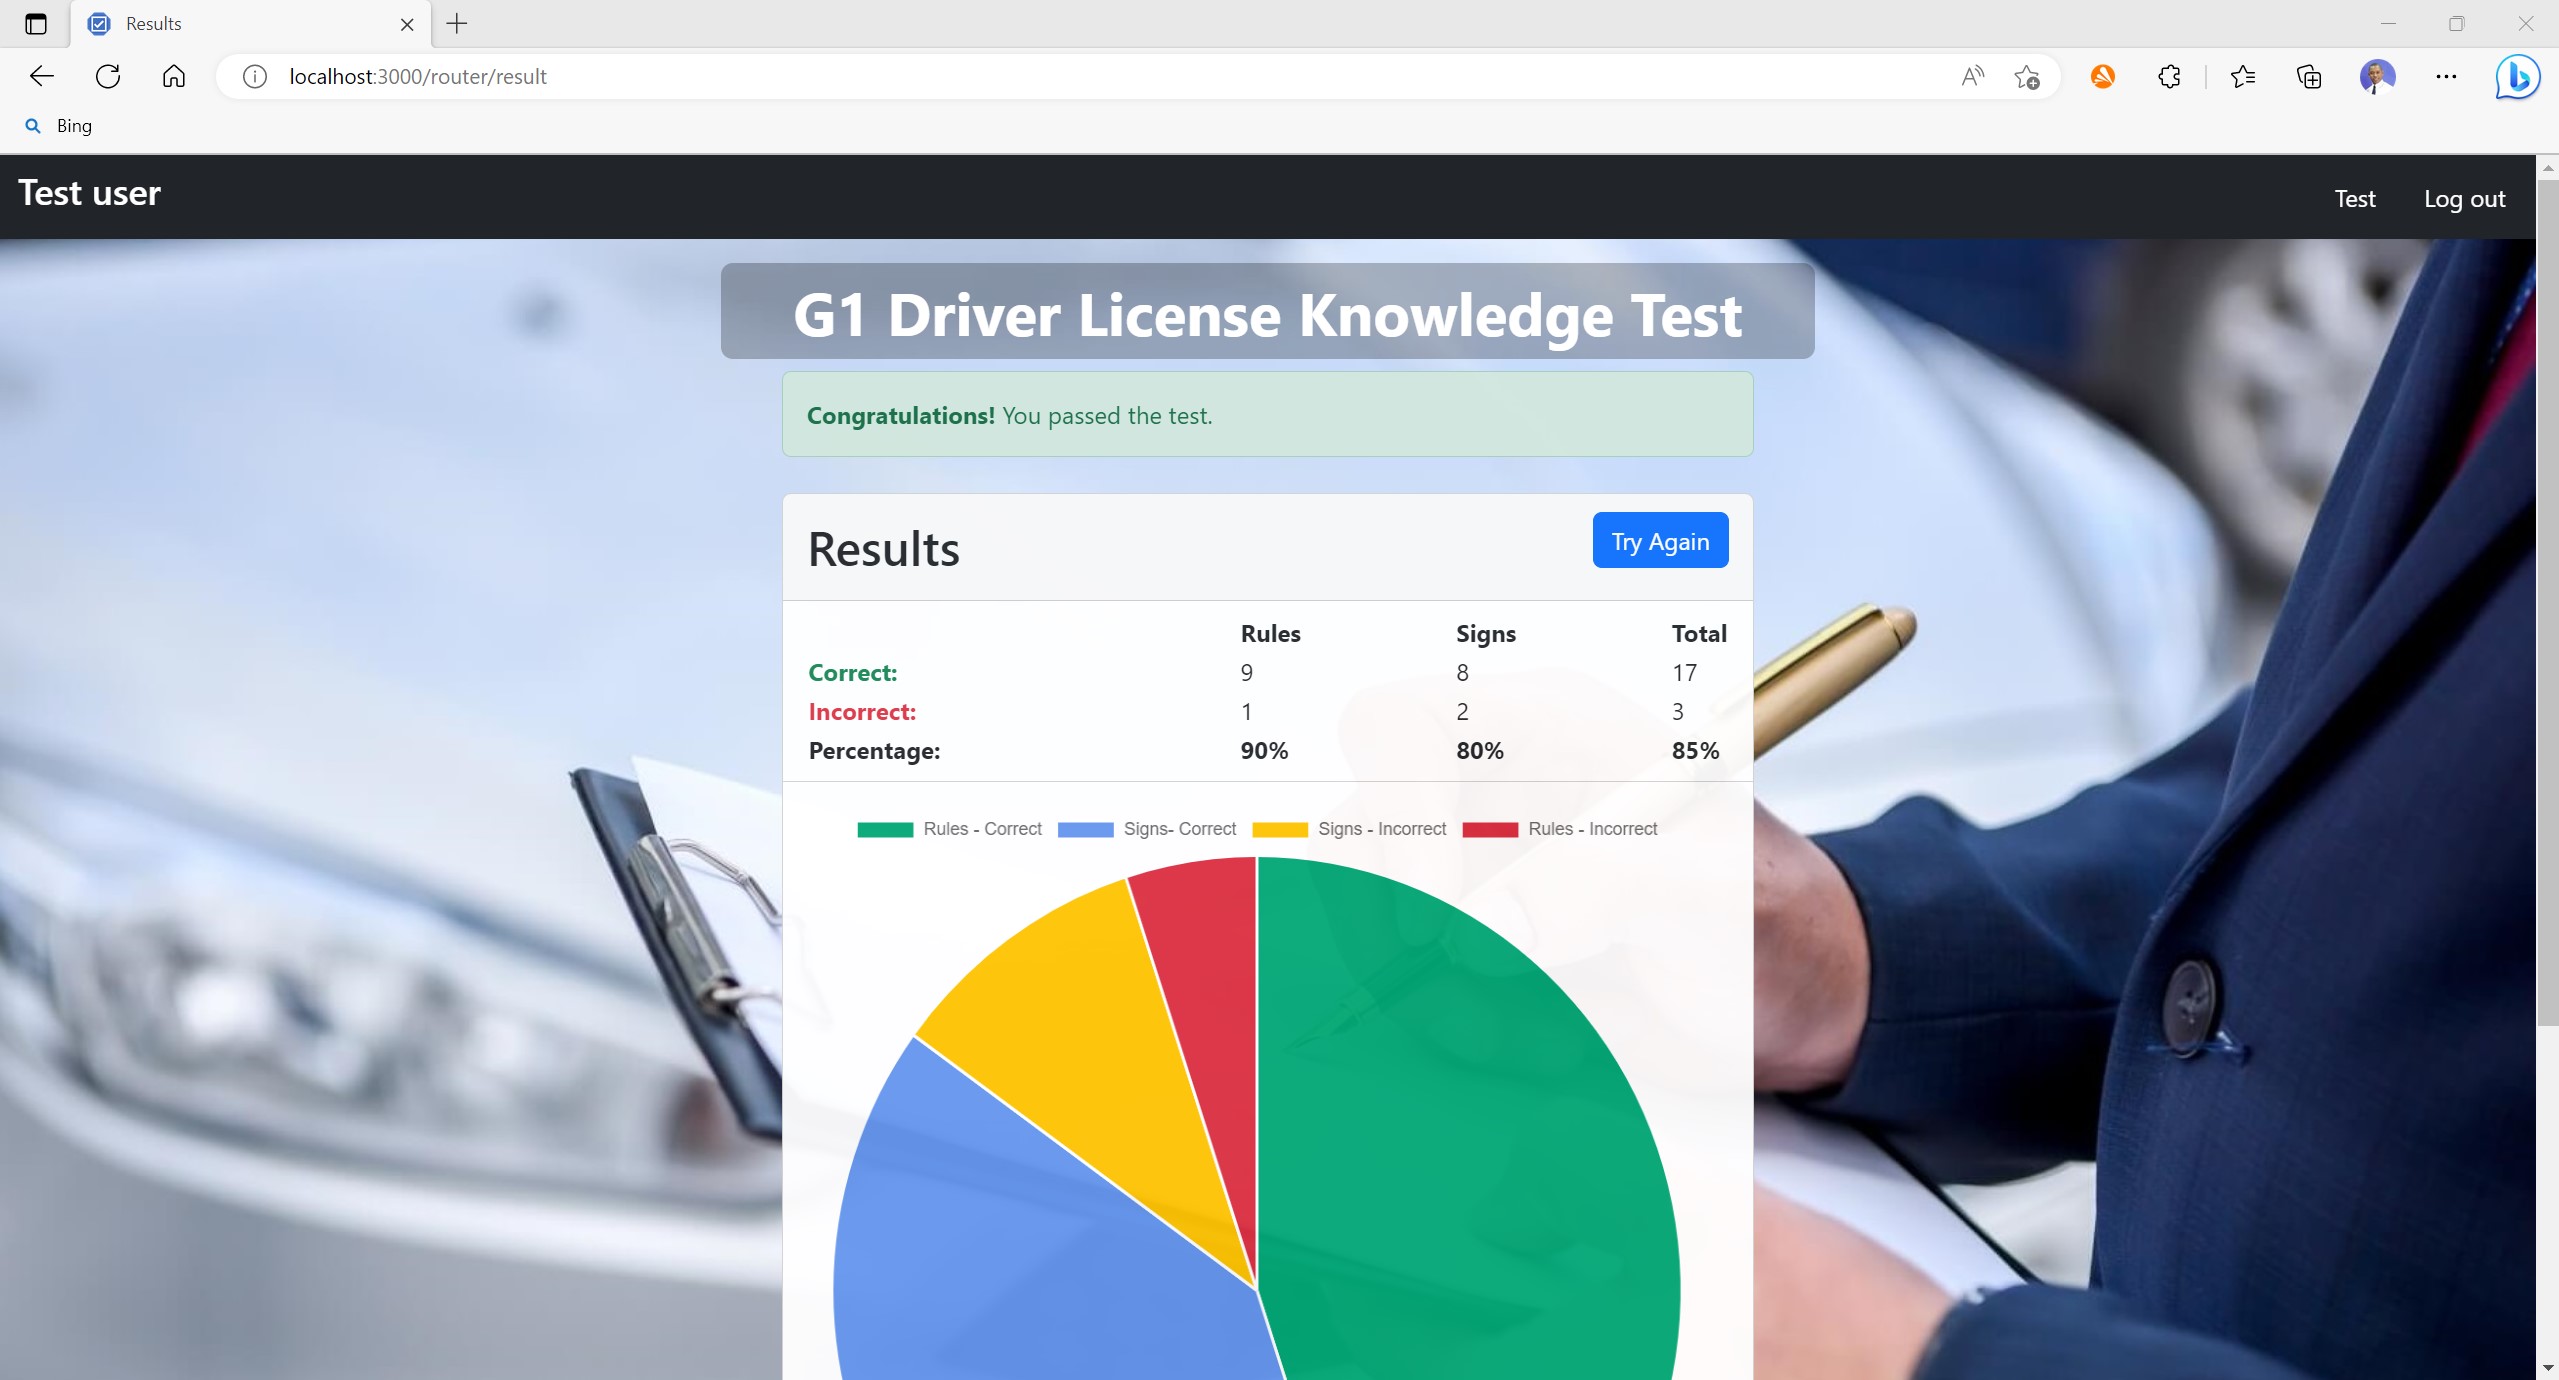 Results
localhost:3000/router/result
Bing
Test user
Test
Log out
G1 Driver License Knowledge Test
Congratulations! You passed the test.
Results
Try Again
Rules Signs Total
Correct: 9 8 17
Incorrect: 1 2 3
Percentage: 90% 80% 85%
Rules - Correct Signs- Correct Signs - Incorrect Rules - Incorrect